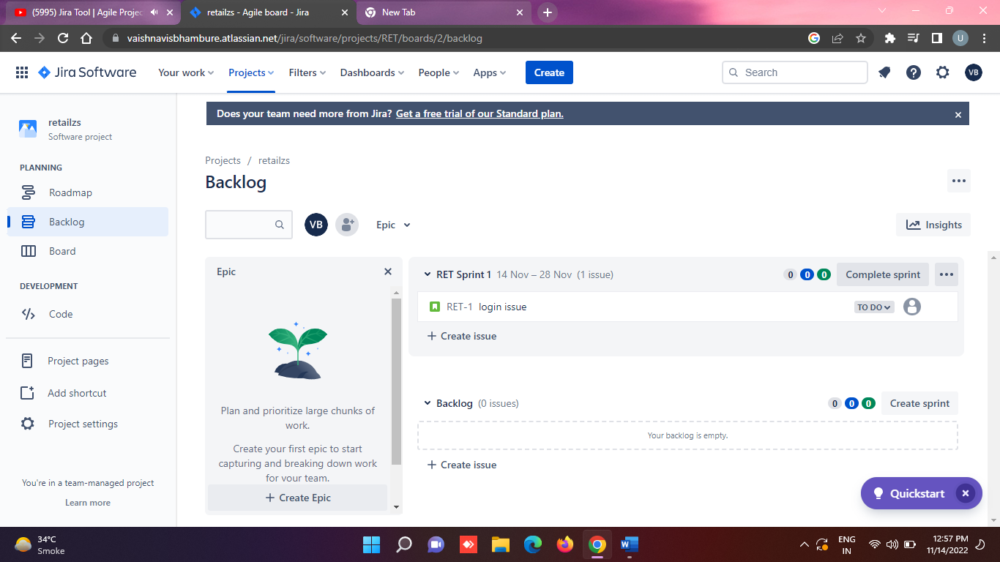 (5995) Jira Tool | Agile Projec
retailzs - Agile board - Jira
New Tab
vaishnavisbhambure.atlassian.net/jira/software/projects/RET/boards/2/backlog
U
Jira Software
Your work
Projects
Filters
Dashboards
People
Apps
Create
Search
VB
Does your team need more from Jira? Get a free trial of our Standard plan.
retailzs
Software project
PLANNING
Roadmap
Backlog
Board
DEVELOPMENT
Code
Project pages
Add shortcut
Project settings
You're in a team-managed project
Learn more
Projects / retailzs
Backlog
VB
Epic
Insights
Epic
Plan and prioritize large chunks of
work.
Create your first epic to start
capturing and breaking down work
for your team.
+ Create Epic
RET Sprint 1 14 Nov – 28 Nov (1 issue)
0 0 0
Complete sprint
RET-1 login issue
TO DO
+ Create issue
Backlog (0 issues)
0 0 0
Create sprint
Your backlog is empty.
+ Create issue
Quickstart
34°C
Smoke
ENG
IN
12:57 PM
11/14/2022